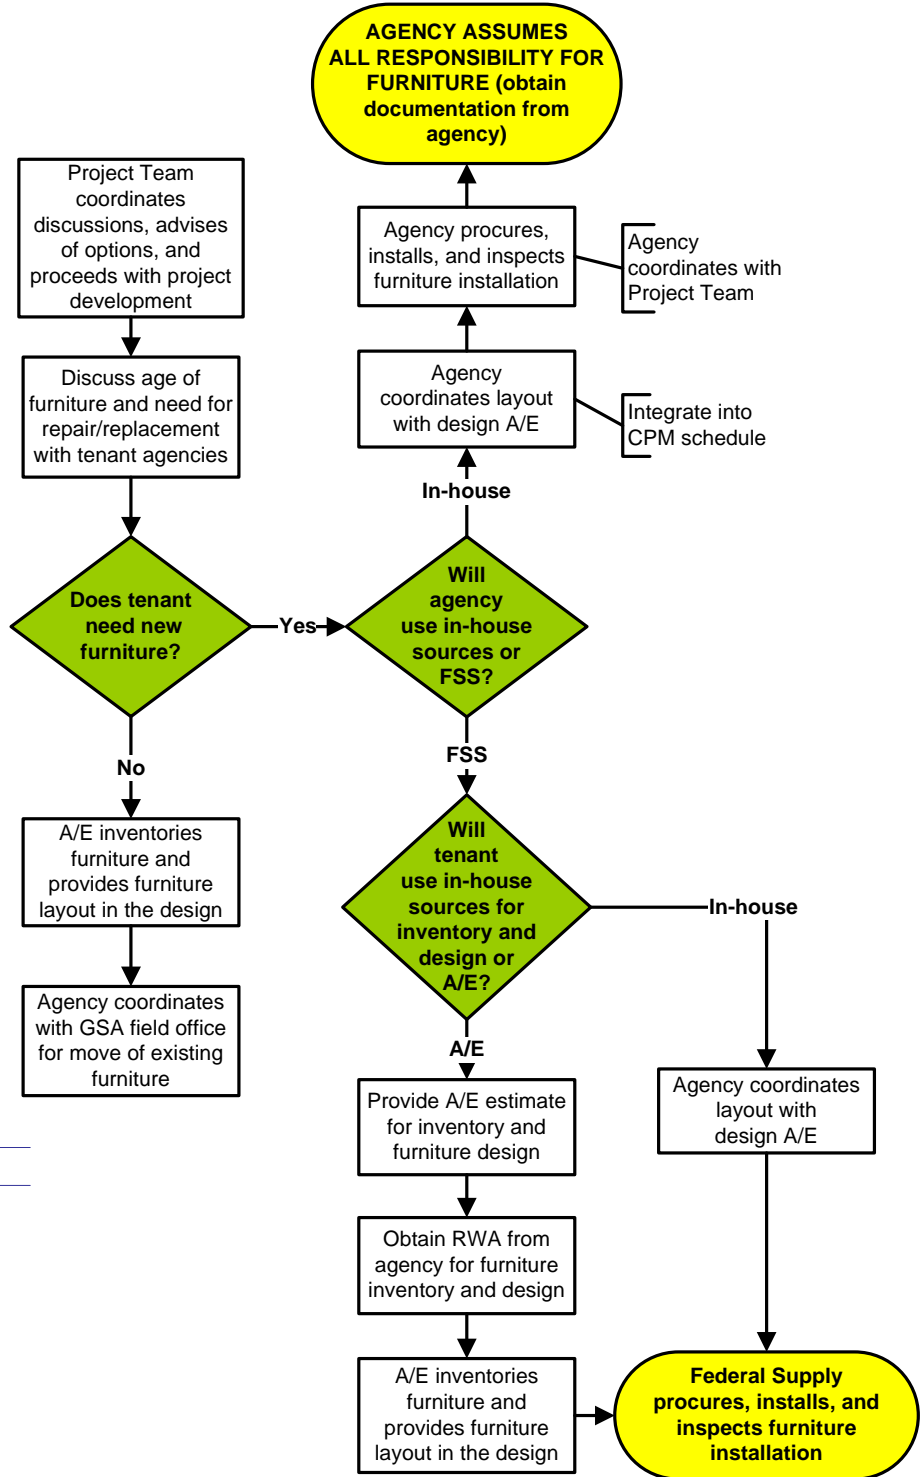 AGENCY ASSUMES
ALL RESPONSIBILITY FOR
FURNITURE (obtain
documentation from
agency)
Project Team
coordinates
discussions, advises
of options, and
proceeds with project
development
Agency procures,
installs, and inspects
furniture installation
Agency
coordinates with
Project Team
Discuss age of
furniture and need for
repair/replacement
with tenant agencies
Agency
coordinates layout
with design A/E
Integrate into
CPM schedule
In-house
Does tenant
need new
furniture?
Yes
Will
agency
use in-house
sources or
FSS?
No
FSS
A/E inventories
furniture and
provides furniture
layout in the design
Will
tenant
use in-house
sources for
inventory and
design or
A/E?
In-house
Agency coordinates
with GSA field office
for move of existing
furniture
A/E
Provide A/E estimate
for inventory and
furniture design
Agency coordinates
layout with
design A/E
Obtain RWA from
agency for furniture
inventory and design
A/E inventories
furniture and
provides furniture
layout in the design
Federal Supply
procures, installs, and
inspects furniture
installation